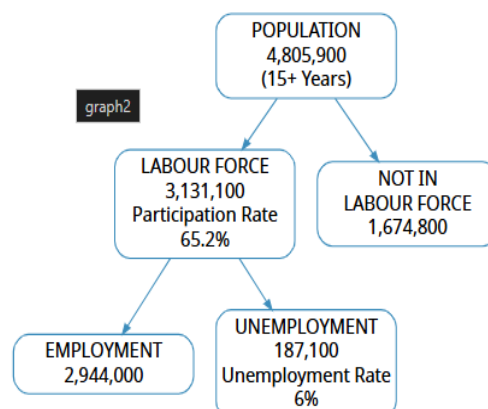 POPULATION
4,805,900
(15+ Years)
graph2
LABOUR FORCE
3,131,100
Participation Rate
65.2%
NOT IN
LABOUR FORCE
1,674,800
EMPLOYMENT
2,944,000
UNEMPLOYMENT
187,100
Unemployment Rate
6%